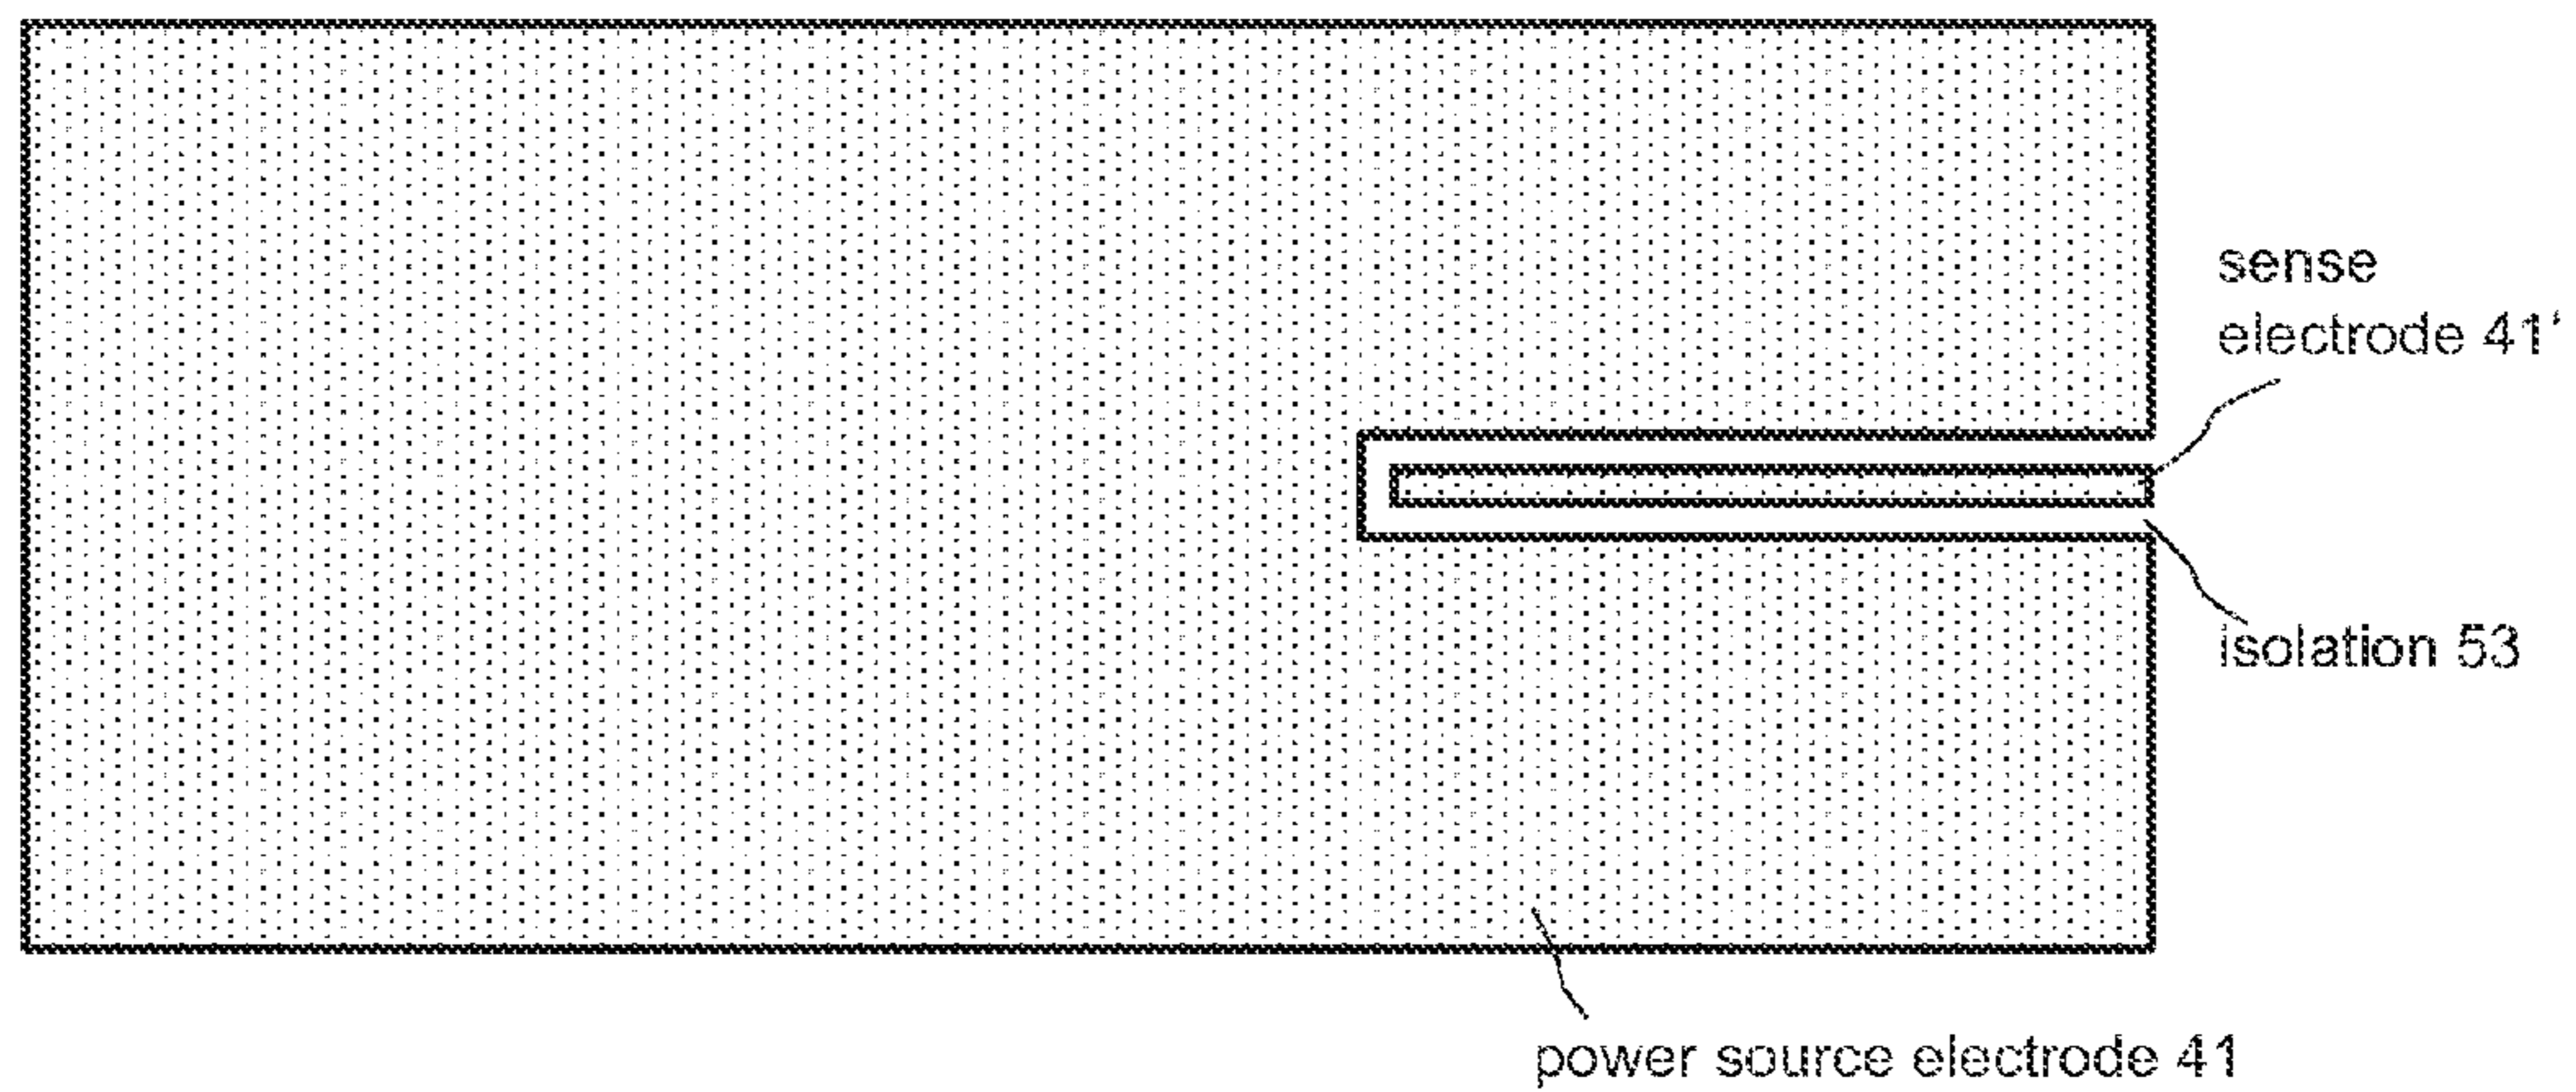 sense
electrode 41'
isolation 53
power source electrode 41